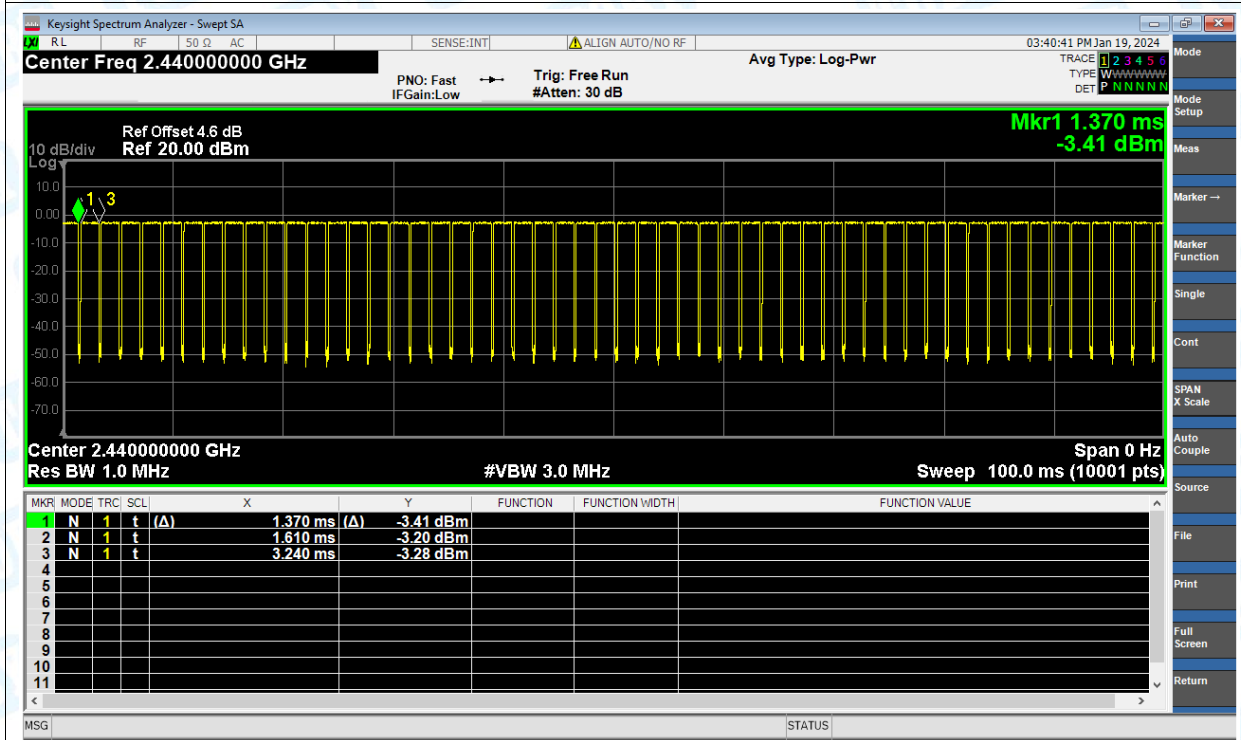 Keysight Spectrum Analyzer - Swept SA
LXI RL RF 50 Ω AC SENSE:INT ALIGN AUTO/NO RF 03:40:41 PM Jan 19, 2024
Center Freq 2.440000000 GHz
PNO: Fast
IFGain:Low
Trig: Free Run
#Atten: 30 dB
Avg Type: Log-Pwr
TRACE 1 2 3 4 5 6
TYPE WWWWWW
DET P N N N N N
Mkr1 1.370 ms
-3.41 dBm
Ref Offset 4.6 dB
10 dB/div Ref 20.00 dBm
Log
10.0
0.00
-10.0
-20.0
-30.0
-40.0
-50.0
-60.0
-70.0
1 3
Center 2.440000000 GHz Span 0 Hz
Res BW 1.0 MHz #VBW 3.0 MHz Sweep 100.0 ms (10001 pts)
MKR MODE TRC SCL X Y FUNCTION FUNCTION WIDTH FUNCTION VALUE
1 N 1 t (Δ) 1.370 ms (Δ) -3.41 dBm
2 N 1 t 1.610 ms -3.20 dBm
3 N 1 t 3.240 ms -3.28 dBm
4
5
6
7
8
9
10
11
MSG STATUS
Mode
Mode
Setup
Meas
Marker →
Marker
Function
Single
Cont
SPAN
X Scale
Auto
Couple
Source
File
Print
Full
Screen
Return